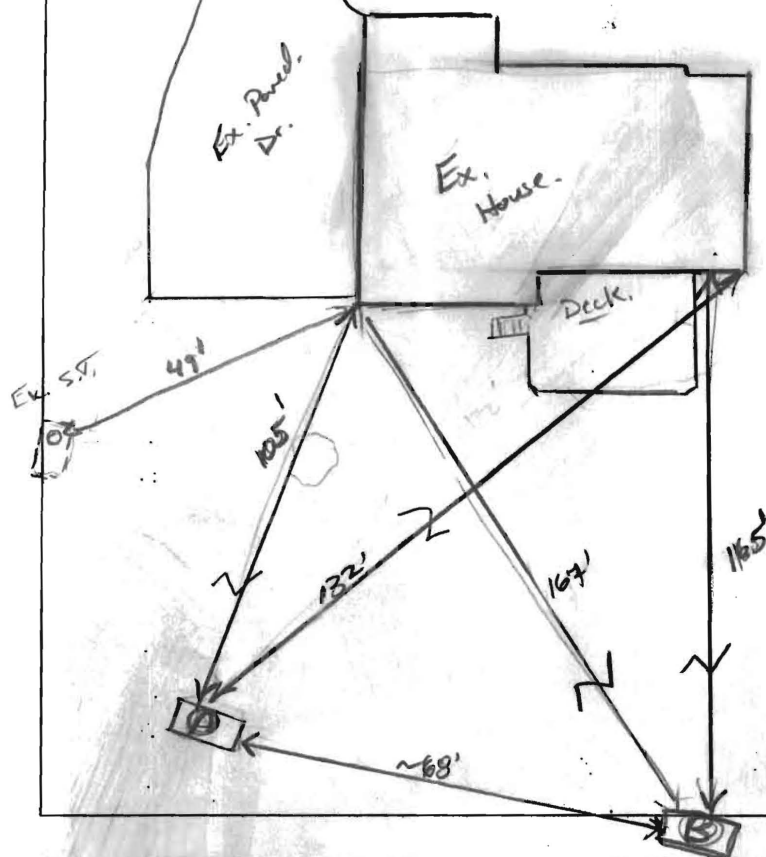 Ex. Paved.
Dr.
Ex.
House.
Deck.
49'
Ex. S.T.
105'
132'
167'
165'
A
~68'
B